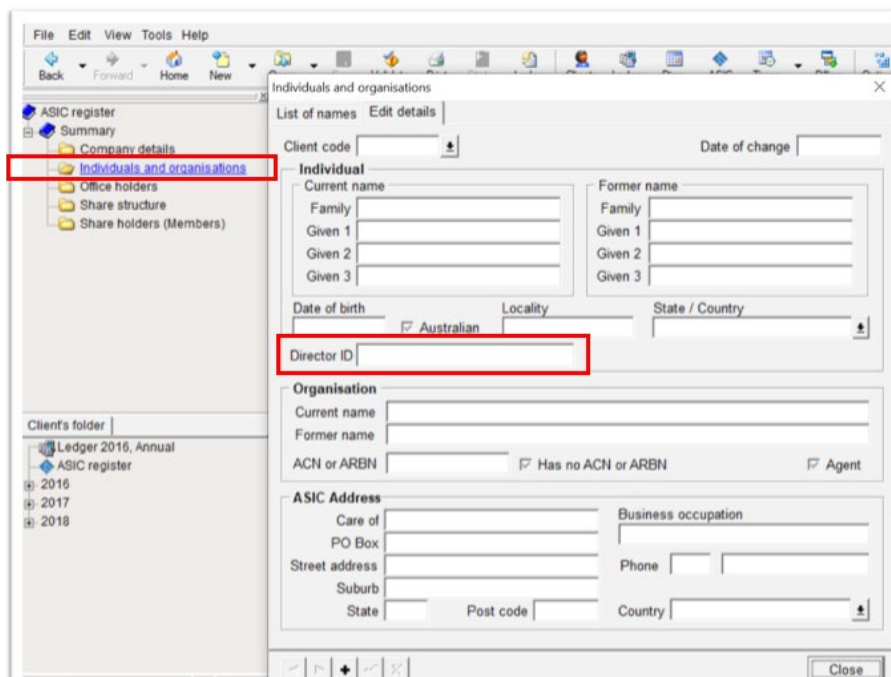 File Edit View Tools Help
Back Forward Home New
Individuals and organisations
List of names Edit details
ASIC register
Summary
Company details
Individuals and organisations
Office holders
Share structure
Share holders (Members)
Client code Date of change
Individual
Current name Former name
Family Family
Given 1 Given 1
Given 2 Given 2
Given 3 Given 3
Date of birth Locality State / Country
Australian
Director ID
Organisation
Current name
Former name
ACN or ARBN Has no ACN or ARBN Agent
ASIC Address
Care of Business occupation
PO Box
Street address Phone
Suburb
State Post code Country
Client's folder
Ledger 2016, Annual
ASIC register
2016
2017
2018
Close